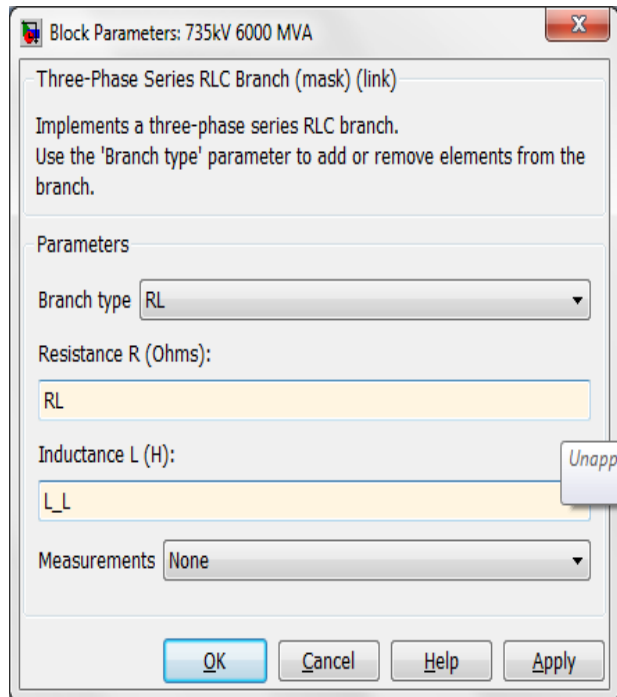 Block Parameters: 735kV 6000 MVA
X
Three-Phase Series RLC Branch (mask) (link)
Implements a three-phase series RLC branch.
Use the 'Branch type' parameter to add or remove elements from the
branch.
Parameters
Branch type RL
Resistance R (Ohms):
RL
Inductance L (H):
Unapp
L_L
Measurements None
OK Cancel Help Apply